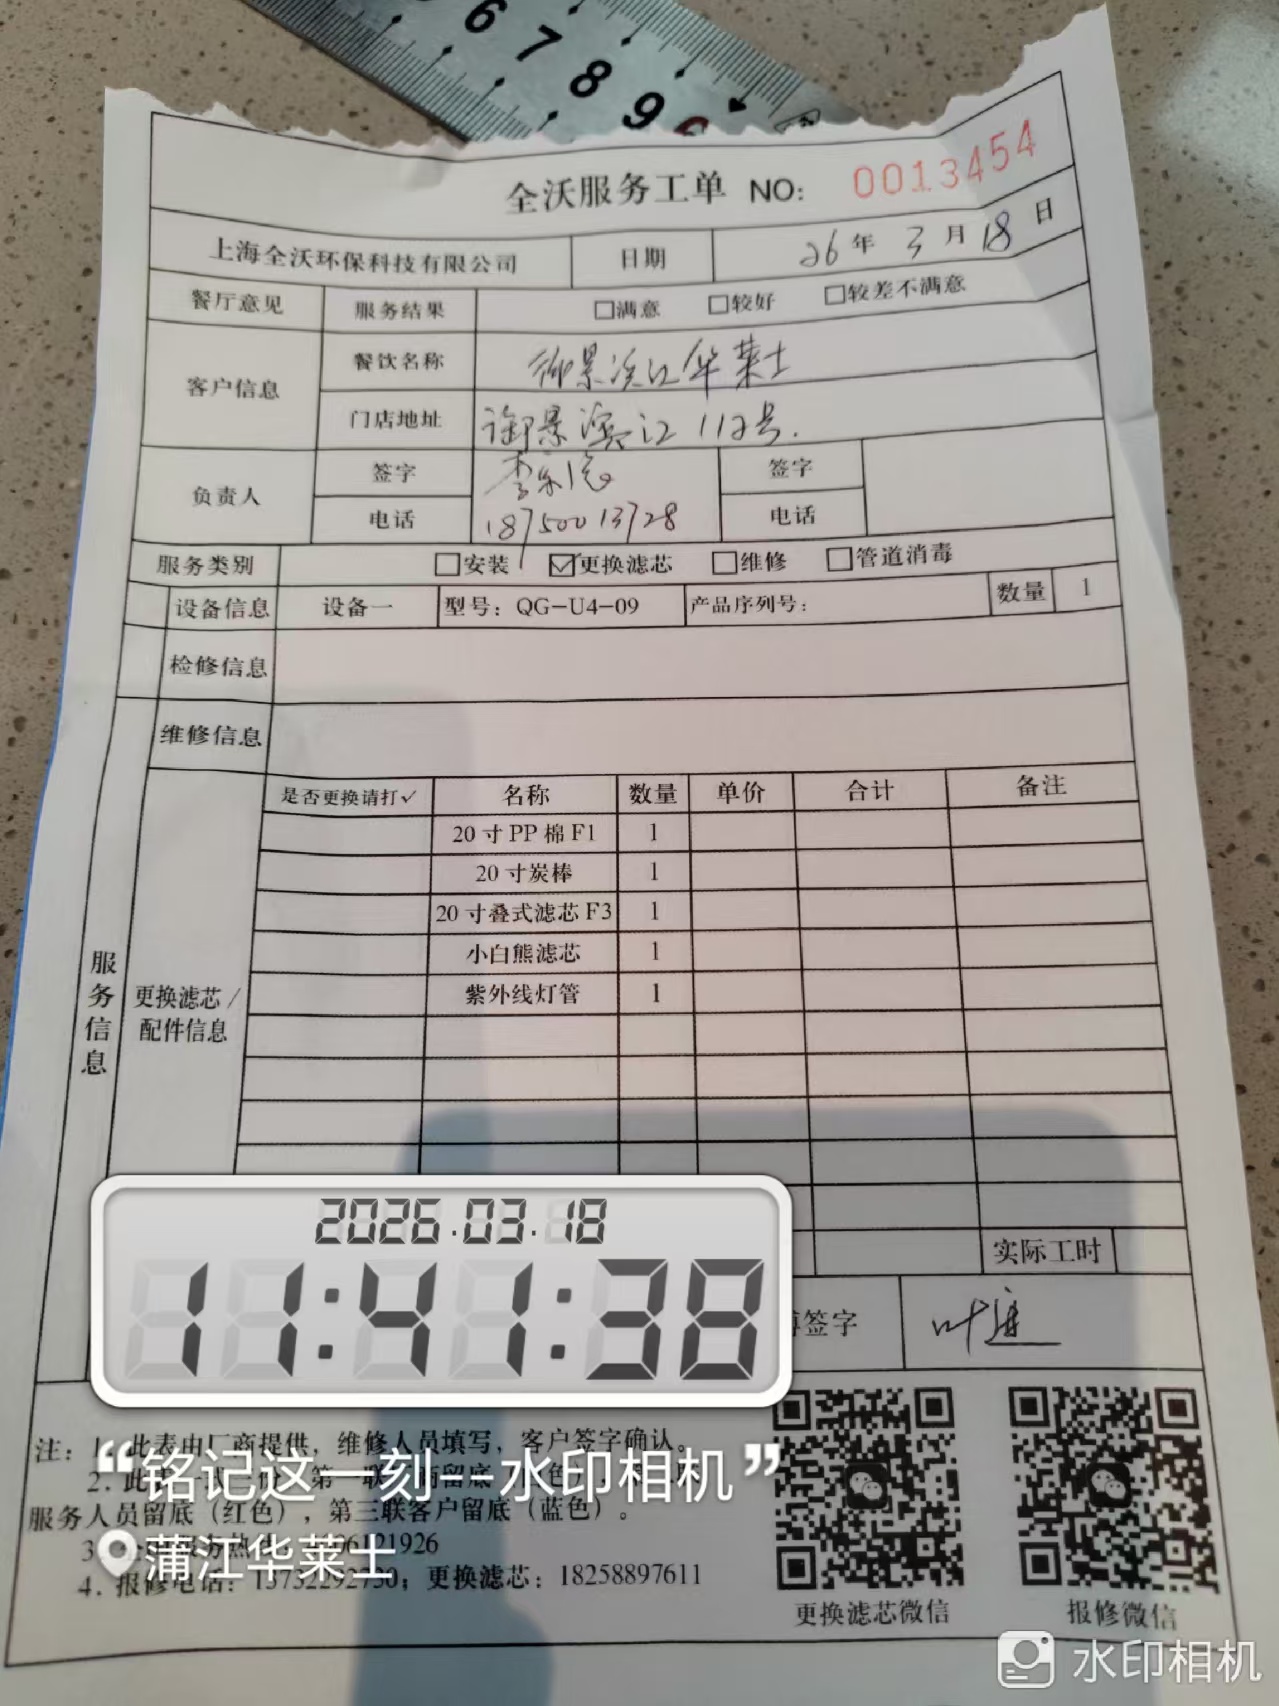 6 7 8 9
全沃服务工单 NO: 0013454
上海全沃环保科技有限公司 日期 26年 3月 18日
餐厅意见 服务结果 □满意 □较好 □较差不满意
客户信息 餐饮名称 御景滨江华莱士
门店地址 御景滨江112号.
负责人 签字 签字
电话 18750013728 电话
服务类别 □安装 ☑更换滤芯 □维修 □管道消毒
设备信息 设备一 型号: QG-U4-09 产品序列号: 数量 1
检修信息
维修信息
服务信息
更换滤芯/配件信息
是否更换请打✓ 名称 数量 单价 合计 备注
20寸PP棉F1 1
20寸炭棒 1
20寸叠式滤芯F3 1
小白熊滤芯 1
紫外线灯管 1
实际工时
签字
2026.03.18
11:41:38
注: 1. 此表由厂商提供, 维修人员填写, 客户签字确认。
“铭记这一刻--水印相机”
服务人员留底 (红色), 第三联客户留底 (蓝色)。
蒲江华莱士
4. 报修电话: 13732292730; 更换滤芯: 18258897611
更换滤芯微信 报修微信
水印相机